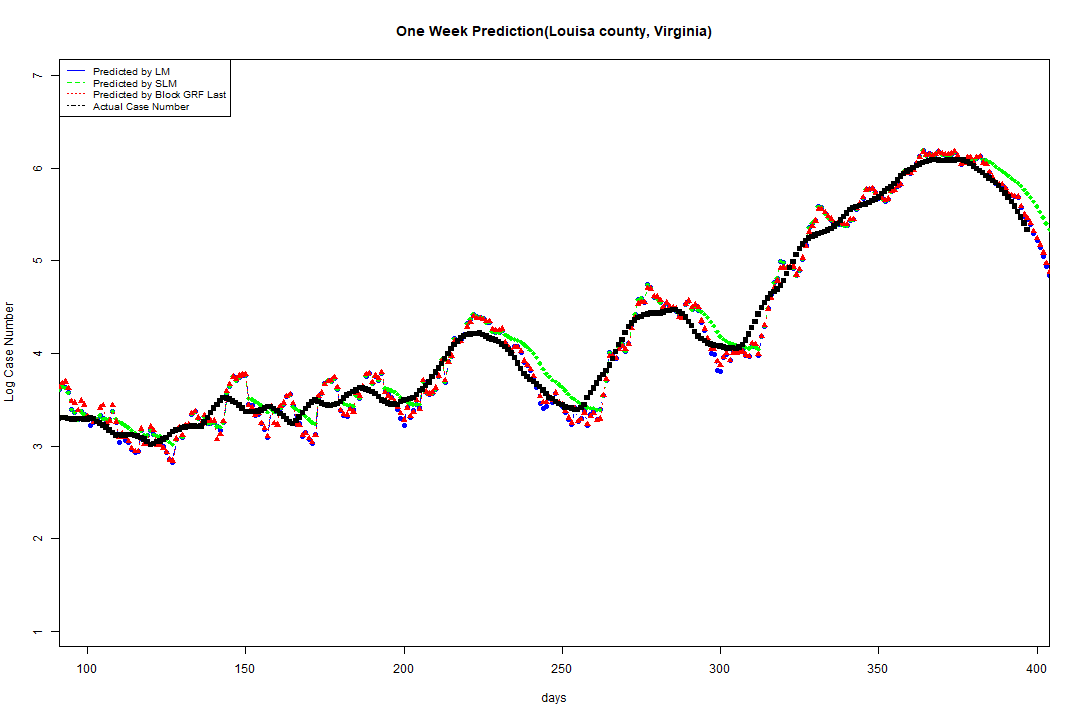 One Week Prediction(Louisa county, Virginia)
Predicted by LM
Predicted by SLM
Predicted by Block GRF Last
Actual Case Number
7
6
5
4
3
2
1
Log Case Number
100 150 200 250 300 350 400
days